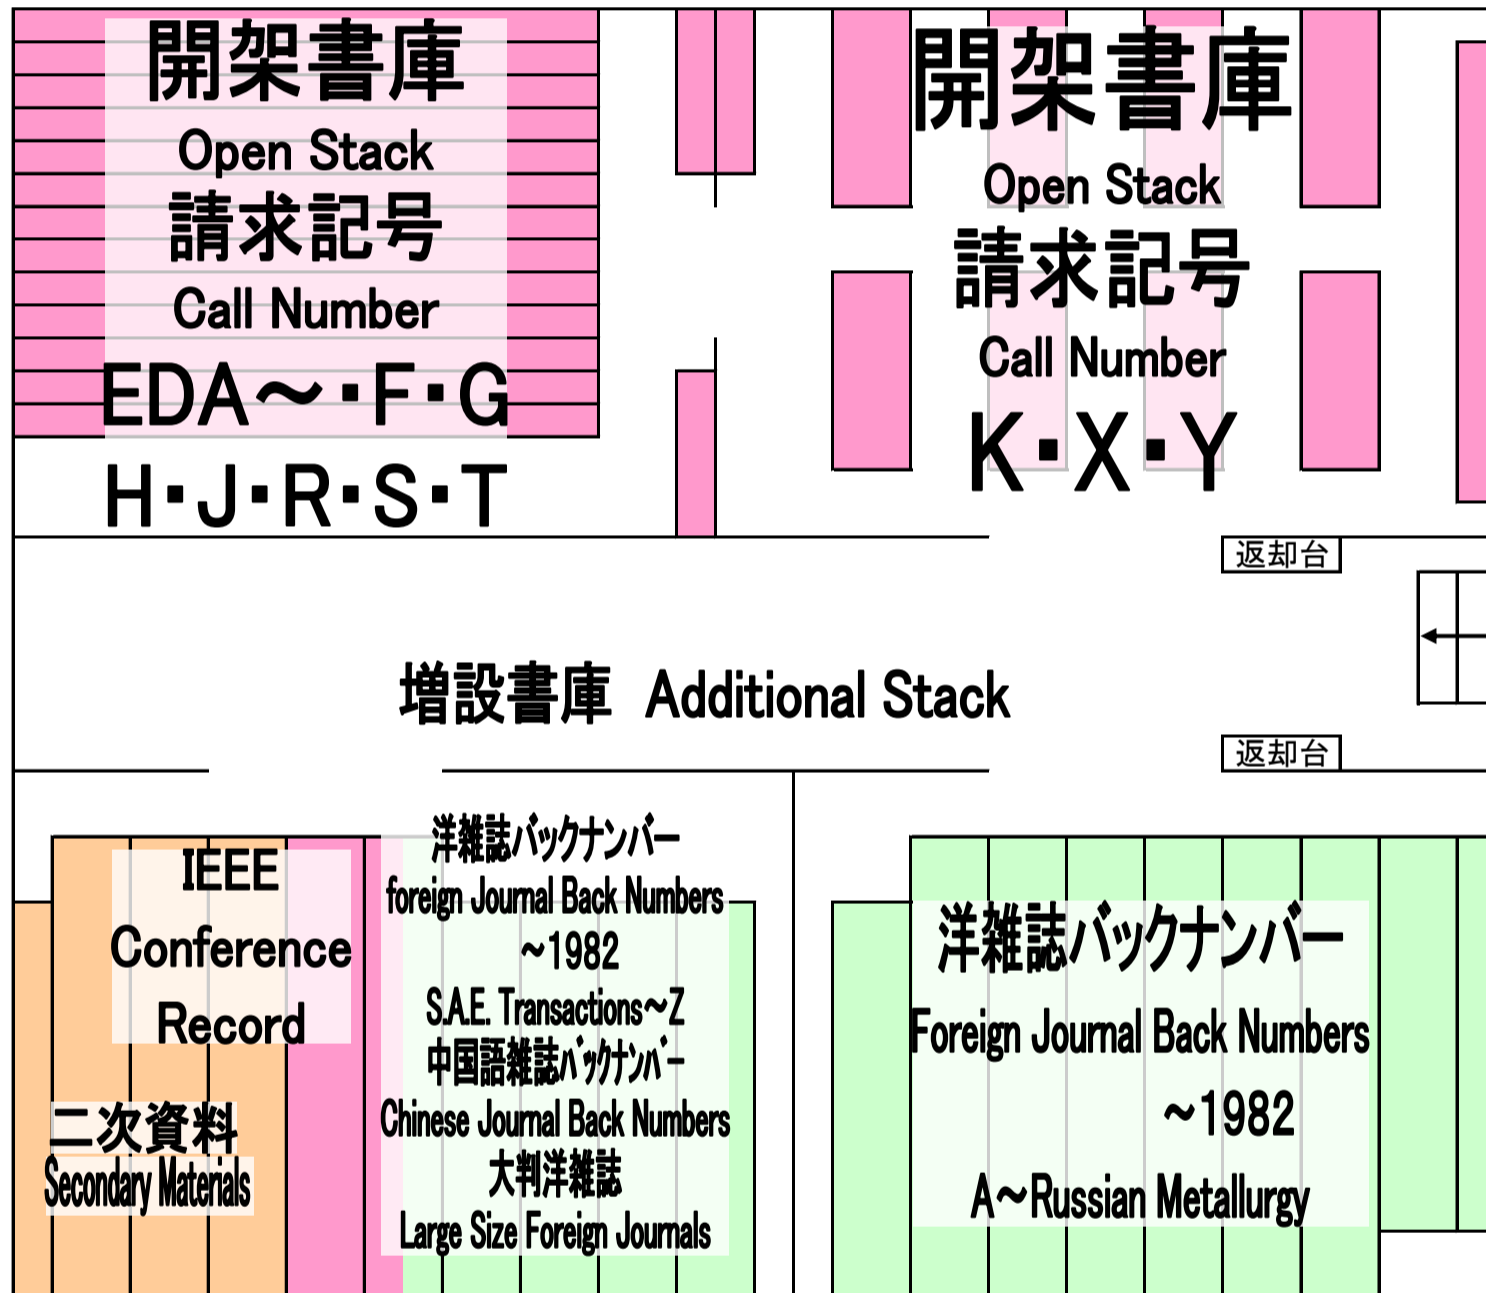 開架書庫
Open Stack
請求記号
Call Number
EDA～・F・G
H・J・R・S・T
開架書庫
Open Stack
請求記号
Call Number
K・X・Y
返却台
増設書庫 Additional Stack
返却台
IEEE
Conference
Record
二次資料
Secondary Materials
洋雑誌バックナンバー
foreign Journal Back Numbers
～1982
S.A.E. Transactions～Z
中国語雑誌バックナンバー
Chinese Journal Back Numbers
大判洋雑誌
Large Size Foreign Journals
洋雑誌バックナンバー
Foreign Journal Back Numbers
～1982
A～Russian Metallurgy